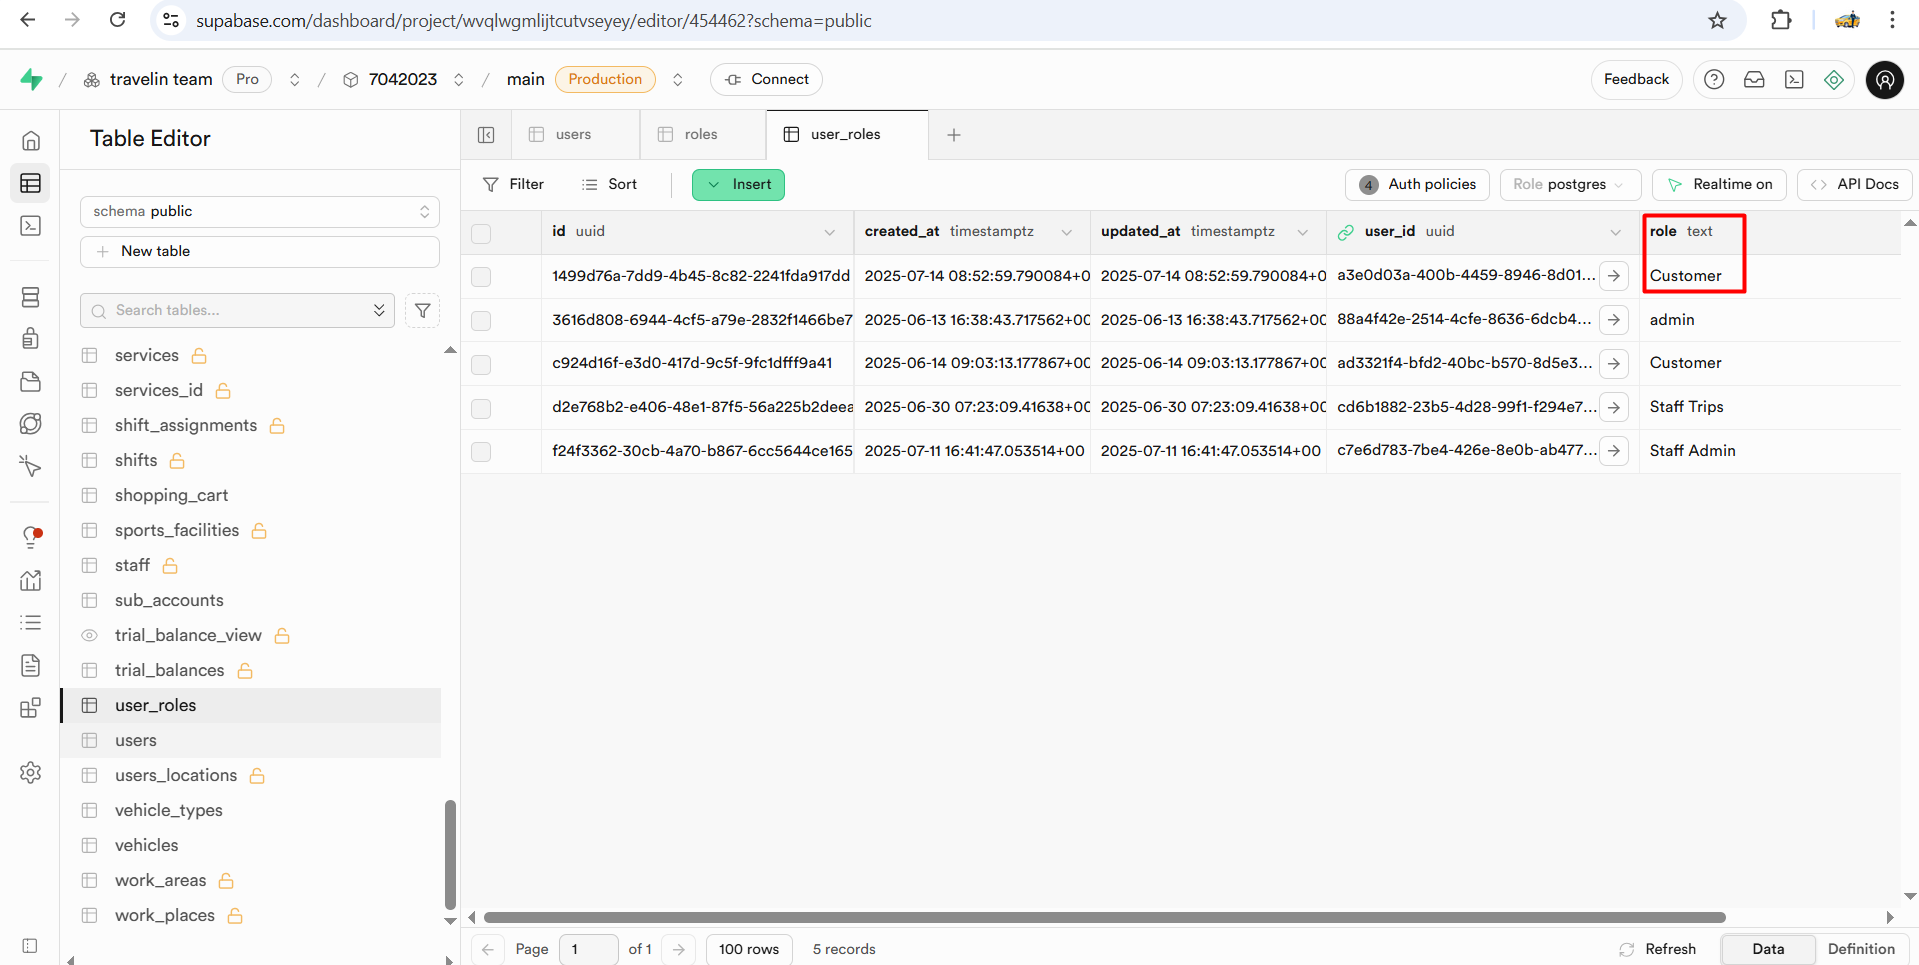 supabase.com/dashboard/project/wvqlwgmlijtcutvseyey/editor/454462?schema=public
/ travelin team Pro / 7042023 / main Production Connect Feedback
Table Editor
users roles user_roles
Filter Sort Insert 4 Auth policies Role postgres Realtime on API Docs
schema public
New table
Search tables...
services
services_id
shift_assignments
shifts
shopping_cart
sports_facilities
staff
sub_accounts
trial_balance_view
trial_balances
user_roles
users
users_locations
vehicle_types
vehicles
work_areas
work_places
id uuid created_at timestamptz updated_at timestamptz user_id uuid role text
1499d76a-7dd9-4b45-8c82-2241fda917dd 2025-07-14 08:52:59.790084+0 2025-07-14 08:52:59.790084+0 a3e0d03a-400b-4459-8946-8d01... Customer
3616d808-6944-4cf5-a79e-2832f1466be7 2025-06-13 16:38:43.717562+00 2025-06-13 16:38:43.717562+00 88a4f42e-2514-4cfe-8636-6dcb4... admin
c924d16f-e3d0-417d-9c5f-9fc1dfff9a41 2025-06-14 09:03:13.177867+00 2025-06-14 09:03:13.177867+00 ad3321f4-bfd2-40bc-b570-8d5e3... Customer
d2e768b2-e406-48e1-87f5-56a225b2deea 2025-06-30 07:23:09.41638+00 2025-06-30 07:23:09.41638+00 cd6b1882-23b5-4d28-99f1-f294e7... Staff Trips
f24f3362-30cb-4a70-b867-6cc5644ce165 2025-07-11 16:41:47.053514+00 2025-07-11 16:41:47.053514+00 c7e6d783-7be4-426e-8e0b-ab477... Staff Admin
Page 1 of 1 100 rows 5 records Refresh Data Definition